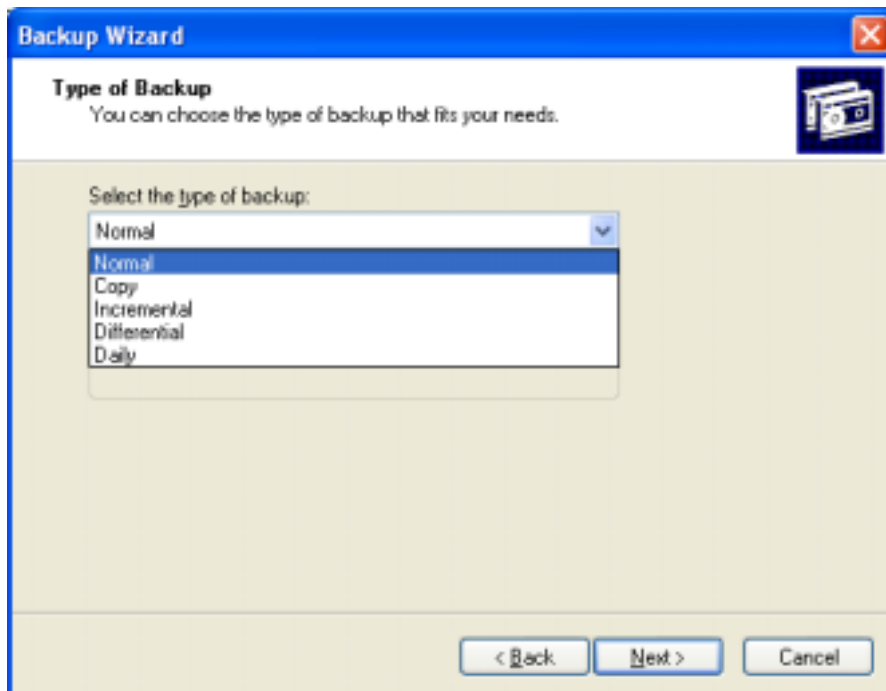 Backup Wizard
Type of Backup
You can choose the type of backup that fits your needs.
Select the type of backup:
Normal
Normal
Copy
Incremental
Differential
Daily
< Back
Next >
Cancel